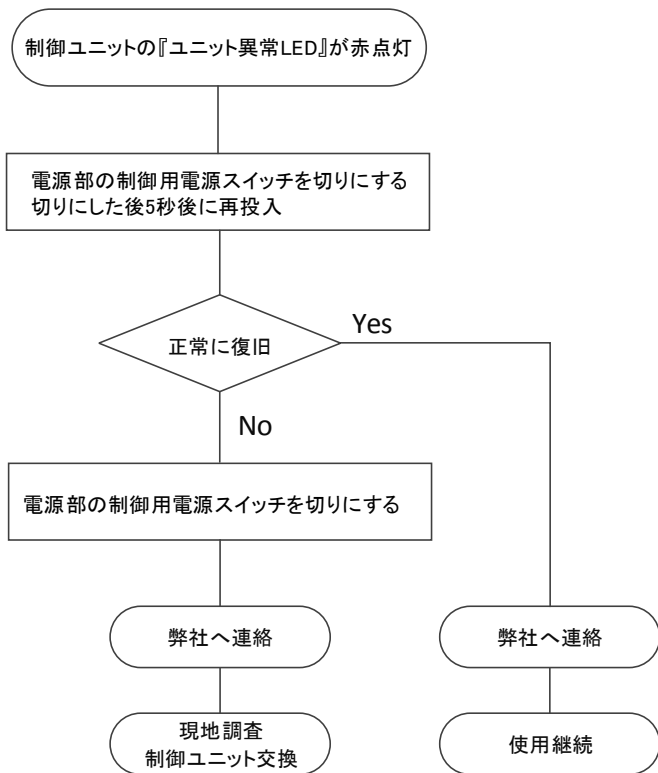 制御ユニットの『ユニット異常LED』が赤点灯
電源部の制御用電源スイッチを切りにする
切りにした後5秒後に再投入
正常に復旧
Yes
No
電源部の制御用電源スイッチを切りにする
弊社へ連絡
弊社へ連絡
現地調査
制御ユニット交換
使用継続